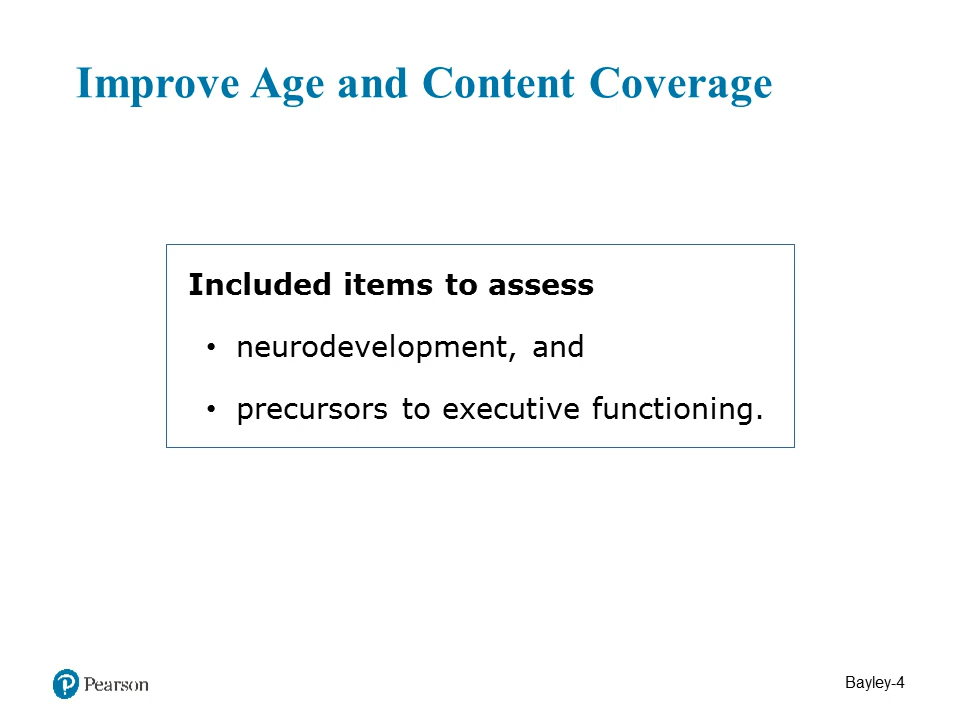 Improve Age and Content Coverage
Included items to assess
• neurodevelopment, and
• precursors to executive functioning.
Pearson
Bayley-4